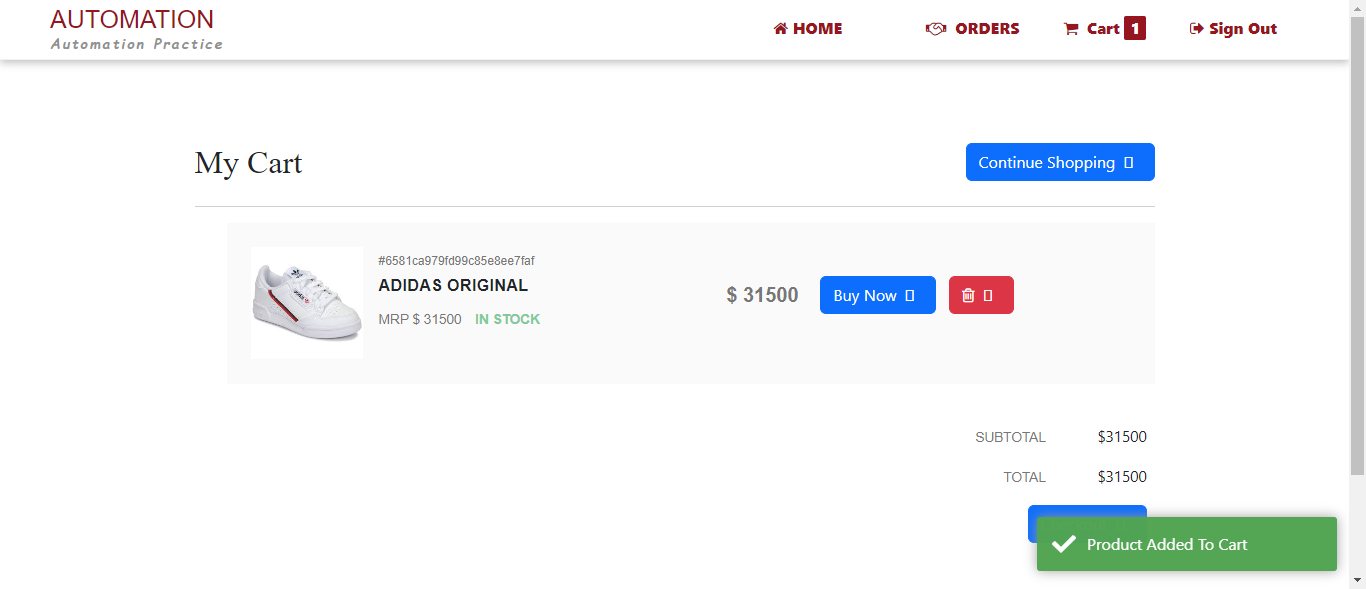 AUTOMATION
Automation Practice
HOME
ORDERS
Cart 1
Sign Out
My Cart
Continue Shopping
#6581ca979fd99c85e8ee7faf
ADIDAS ORIGINAL
MRP $ 31500 IN STOCK
$ 31500
Buy Now
SUBTOTAL $31500
TOTAL $31500
Product Added To Cart